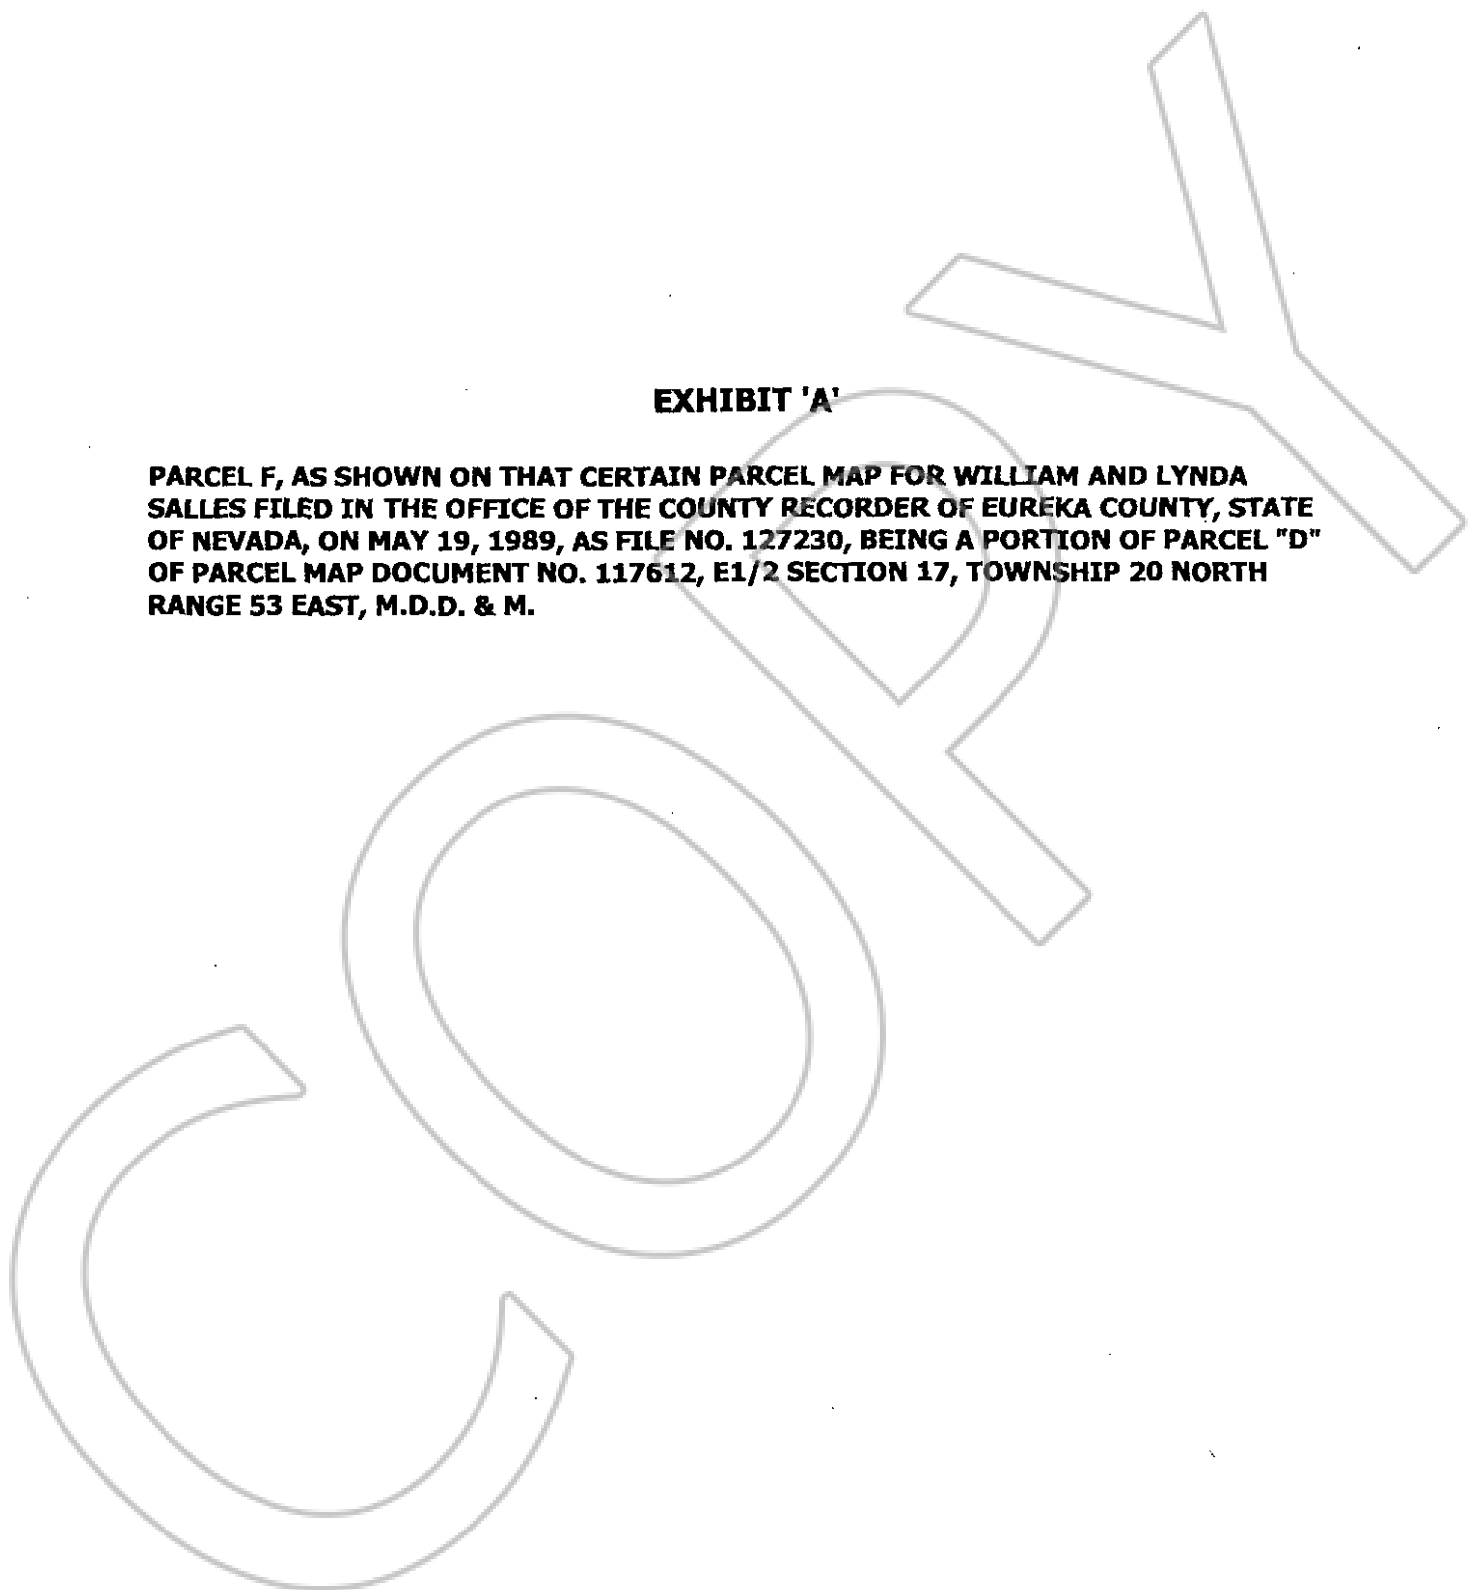 EXHIBIT 'A'
PARCEL F, AS SHOWN ON THAT CERTAIN PARCEL MAP FOR WILLIAM AND LYNDA
SALLES FILED IN THE OFFICE OF THE COUNTY RECORDER OF EUREKA COUNTY, STATE
OF NEVADA, ON MAY 19, 1989, AS FILE NO. 127230, BEING A PORTION OF PARCEL "D"
OF PARCEL MAP DOCUMENT NO. 117612, E1/2 SECTION 17, TOWNSHIP 20 NORTH
RANGE 53 EAST, M.D.D. & M.
COPY